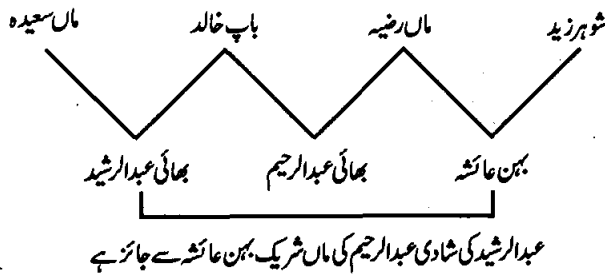 شوہر زید ماں رضیہ باپ خالد ماں سعیدہ
بہن عائشہ بھائی عبدالرحیم بھائی عبدالرشید
عبدالرشید کی شادی عبدالرحیم کی ماں شریک بہن عائشہ سے جائز ہے